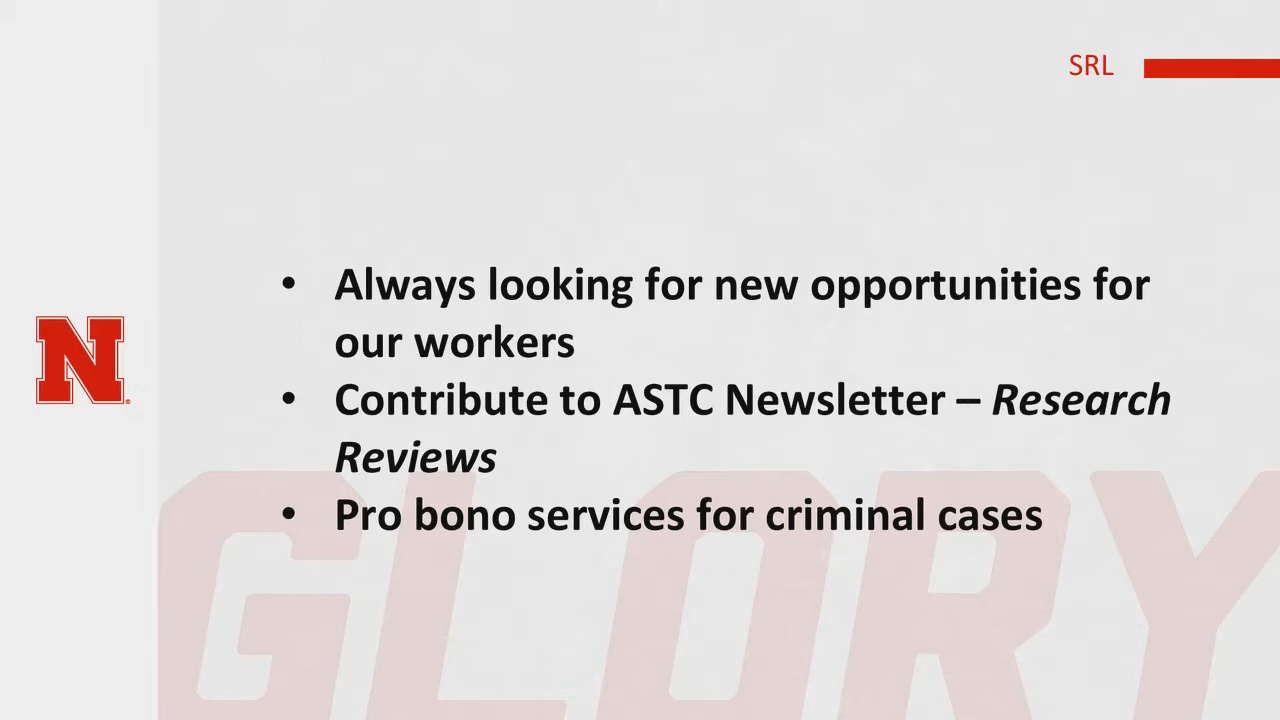 SRL
• Always looking for new opportunities for
our workers
• Contribute to ASTC Newsletter – Research
Reviews
• Pro bono services for criminal cases
N®
GLORY